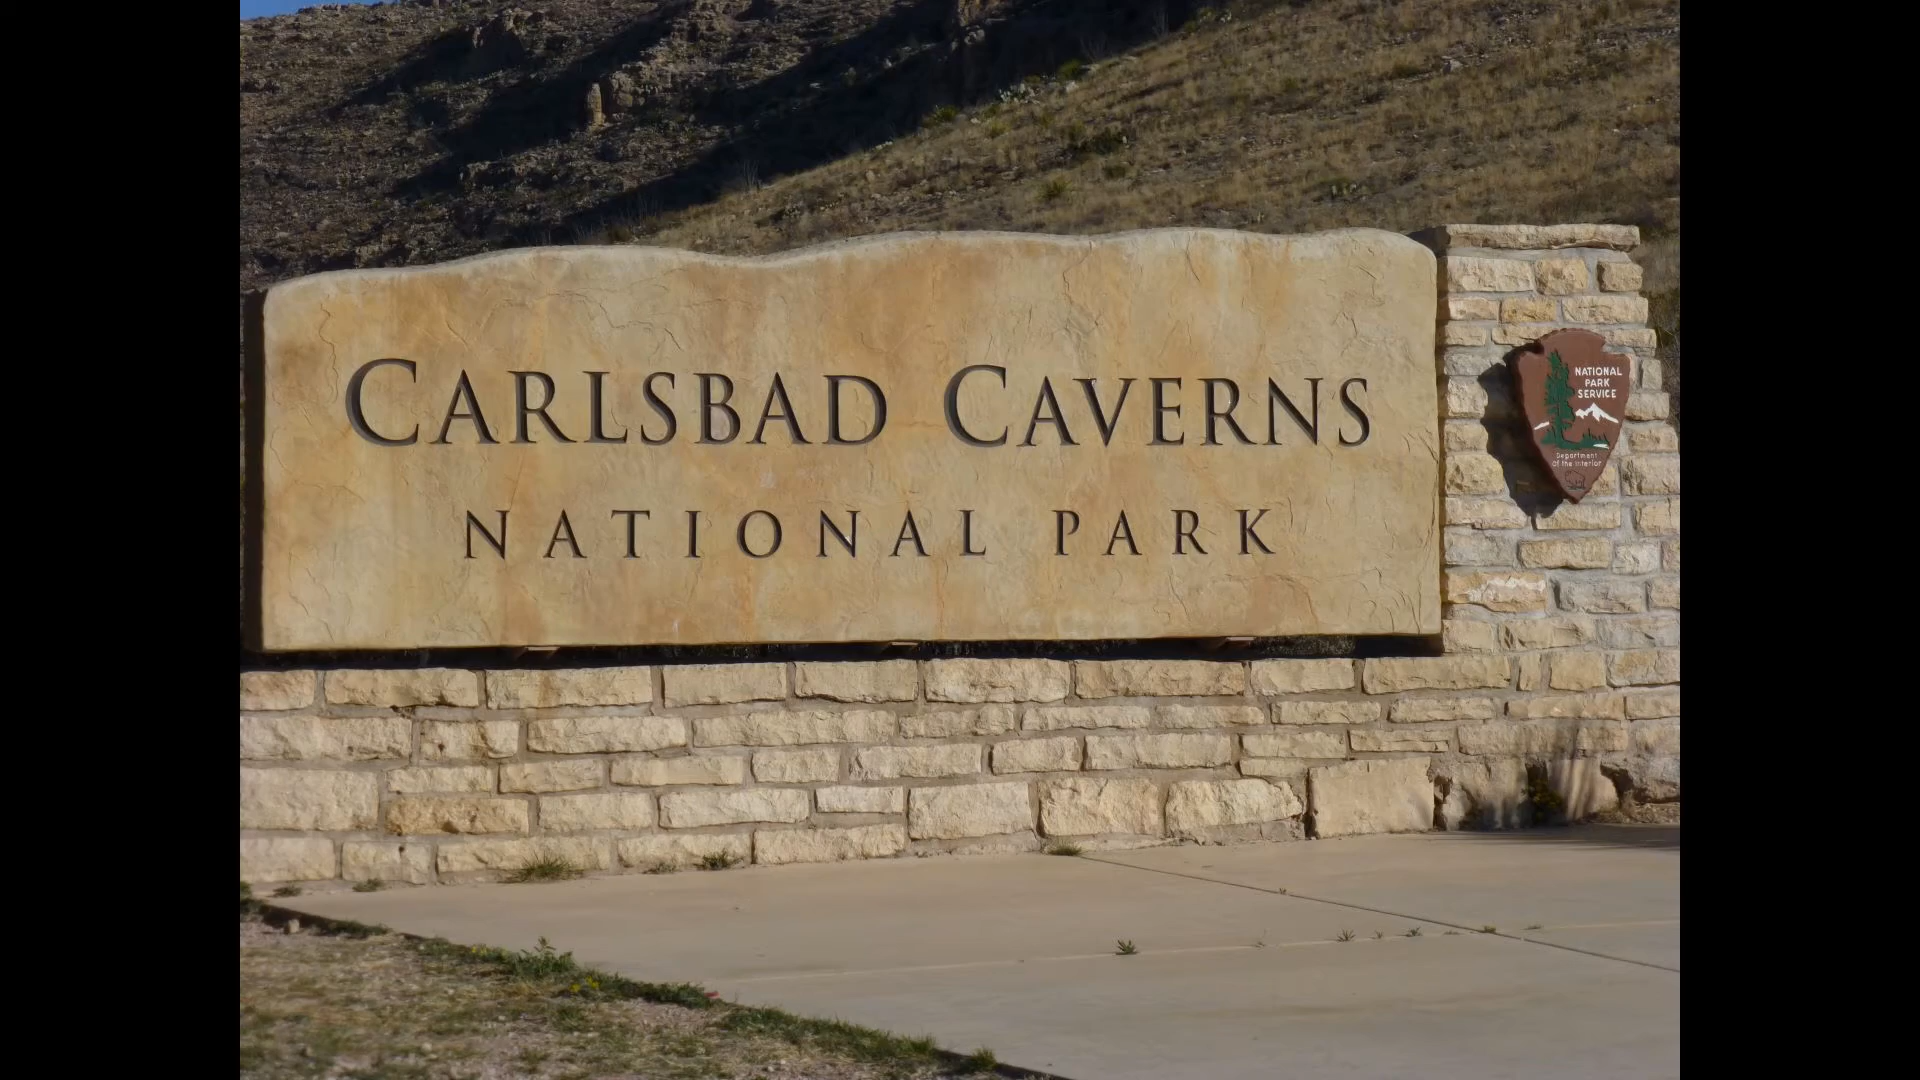 CARLSBAD CAVERNS
NATIONAL PARK
NATIONAL
PARK
SERVICE
Department
of the Interior